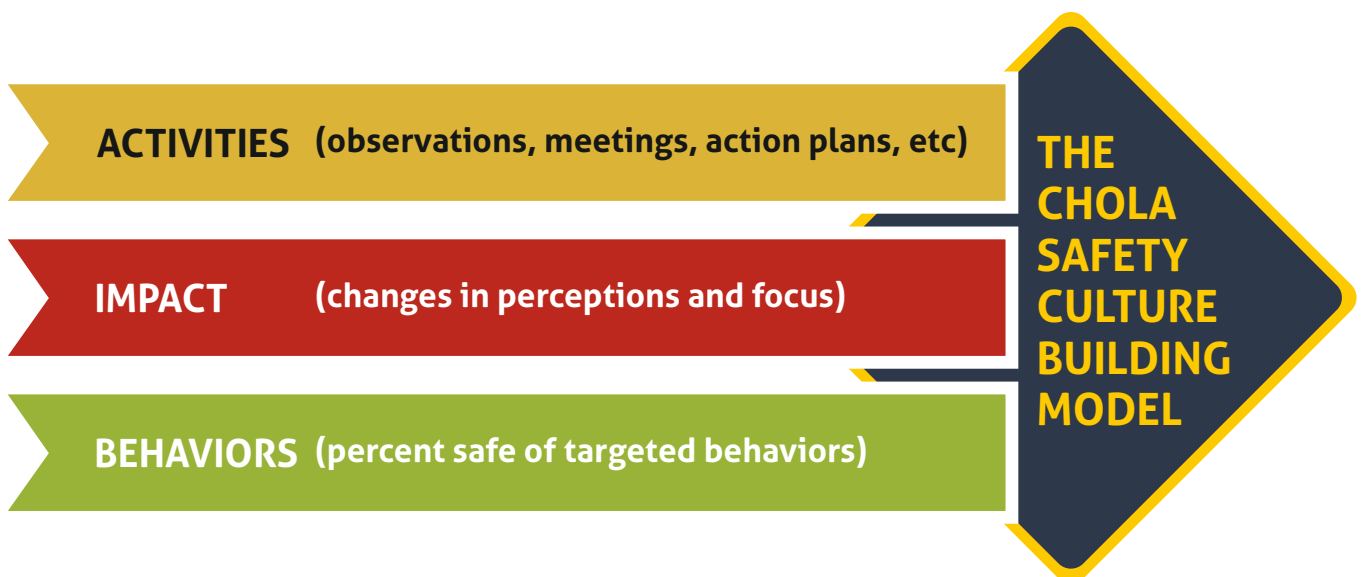 ACTIVITIES (observations, meetings, action plans, etc)
IMPACT (changes in perceptions and focus)
BEHAVIORS (percent safe of targeted behaviors)
THE
CHOLA
SAFETY
CULTURE
BUILDING
MODEL